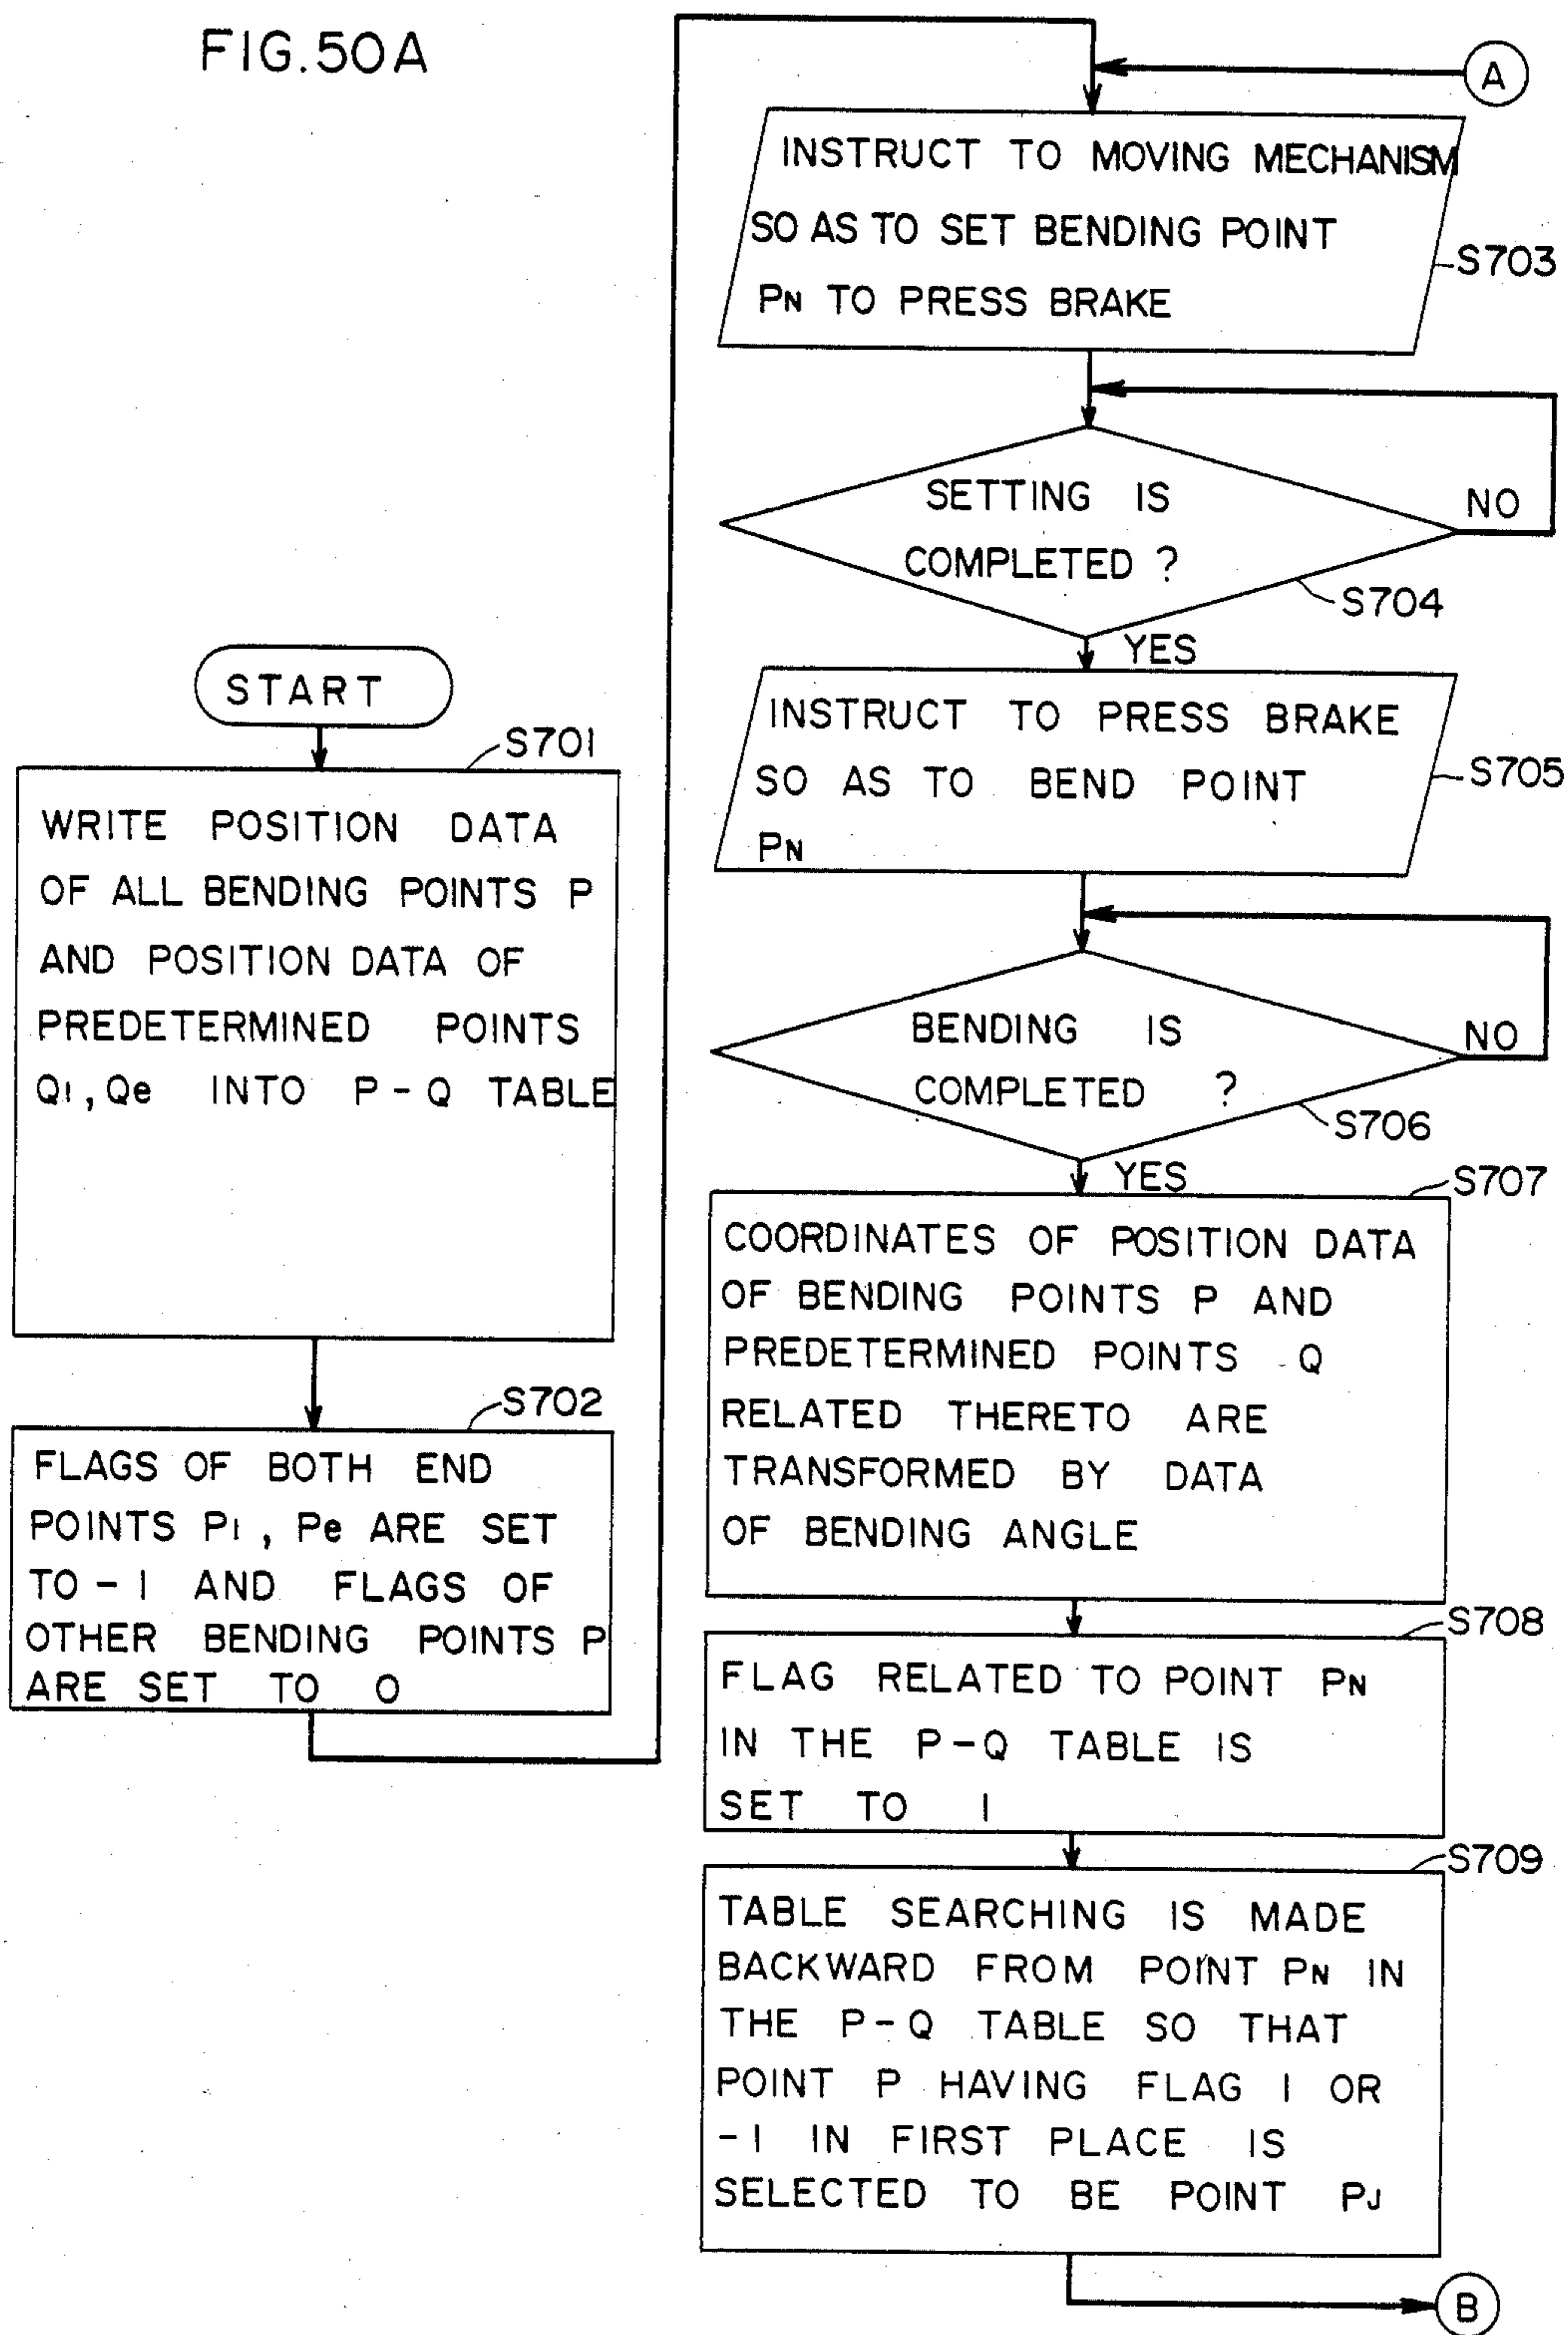 FIG.50A
START
S701
WRITE POSITION DATA
OF ALL BENDING POINTS P
AND POSITION DATA OF
PREDETERMINED POINTS
Q1, Qe INTO P-Q TABLE
S702
FLAGS OF BOTH END
POINTS P1, Pe ARE SET
TO -1 AND FLAGS OF
OTHER BENDING POINTS P
ARE SET TO 0
A
INSTRUCT TO MOVING MECHANISM
SO AS TO SET BENDING POINT
PN TO PRESS BRAKE
S703
SETTING IS
COMPLETED ?
NO
S704
YES
INSTRUCT TO PRESS BRAKE
SO AS TO BEND POINT
PN
S705
BENDING IS
COMPLETED ?
NO
S706
YES
S707
COORDINATES OF POSITION DATA
OF BENDING POINTS P AND
PREDETERMINED POINTS Q
RELATED THERETO ARE
TRANSFORMED BY DATA
OF BENDING ANGLE
S708
FLAG RELATED TO POINT PN
IN THE P-Q TABLE IS
SET TO 1
S709
TABLE SEARCHING IS MADE
BACKWARD FROM POINT PN IN
THE P-Q TABLE SO THAT
POINT P HAVING FLAG 1 OR
-1 IN FIRST PLACE IS
SELECTED TO BE POINT PJ
B